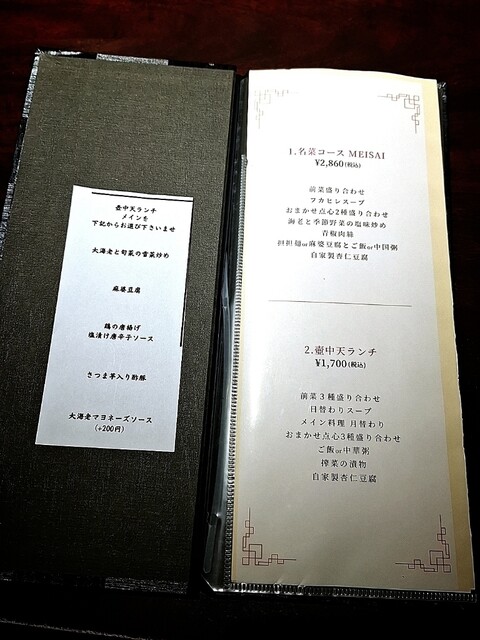 壺中天ランチ
メインを
下記からお選び下さいませ
大海老と旬菜の雪菜炒め
麻婆豆腐
鶏の唐揚げ
塩漬け唐辛子ソース
さつま芋入り酢豚
大海老マヨネーズソース
(+200円)
1.名菜コース MEISAI
¥2,860(税込)
前菜盛り合わせ
フカヒレスープ
おまかせ点心2種盛り合わせ
海老と季節野菜の塩味炒め
青椒肉絲
担担麺or麻婆豆腐とご飯or中国粥
自家製杏仁豆腐
2.壺中天ランチ
¥1,700(税込)
前菜3種盛り合わせ
日替わりスープ
メイン料理 月替わり
おまかせ点心3種盛り合わせ
ご飯or中華粥
搾菜の漬物
自家製杏仁豆腐